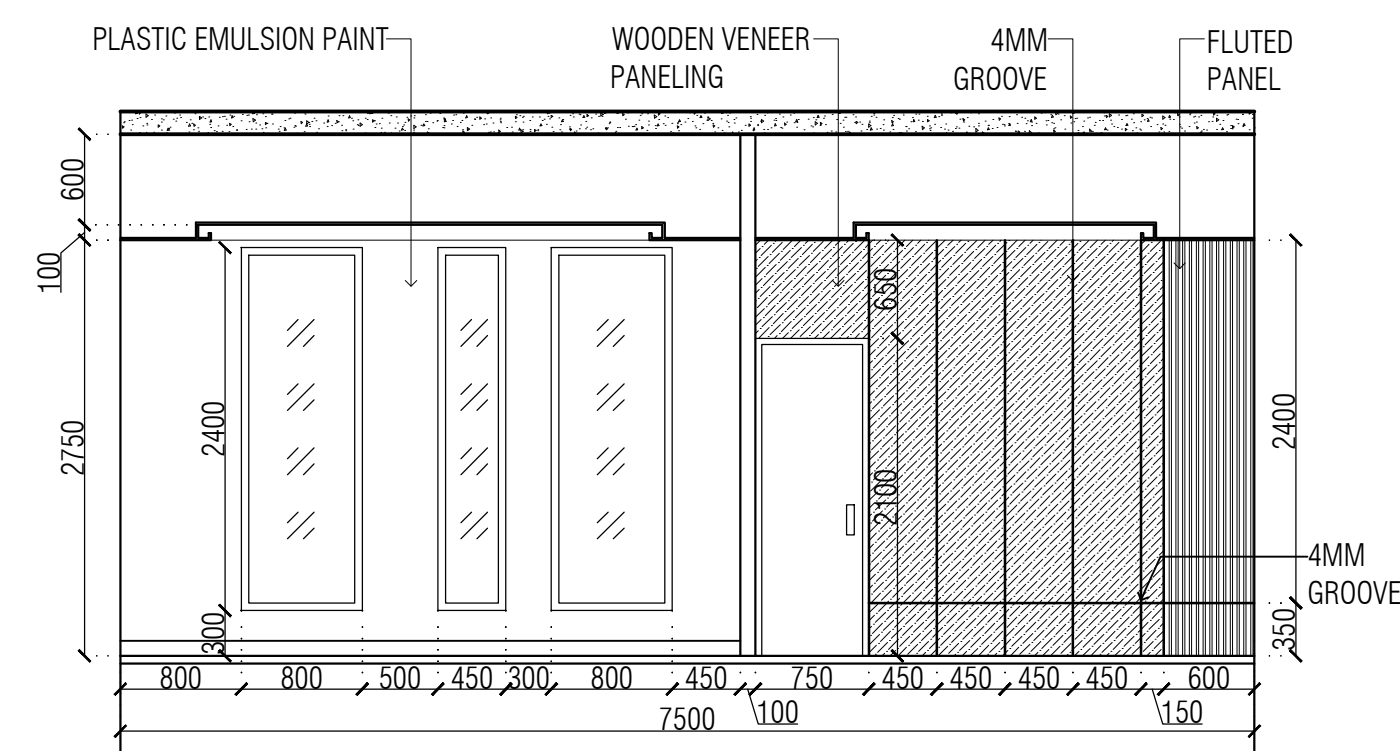 PLASTIC EMULSION PAINT
WOODEN VENEER
PANELING
4MM
GROOVE
FLUTED
PANEL
600
100
2750
2400
300
650
2100
2400
350
4MM
GROOVE
800 800 500 450 300 800 450 750 450 450 450 450 600
100
150
7500